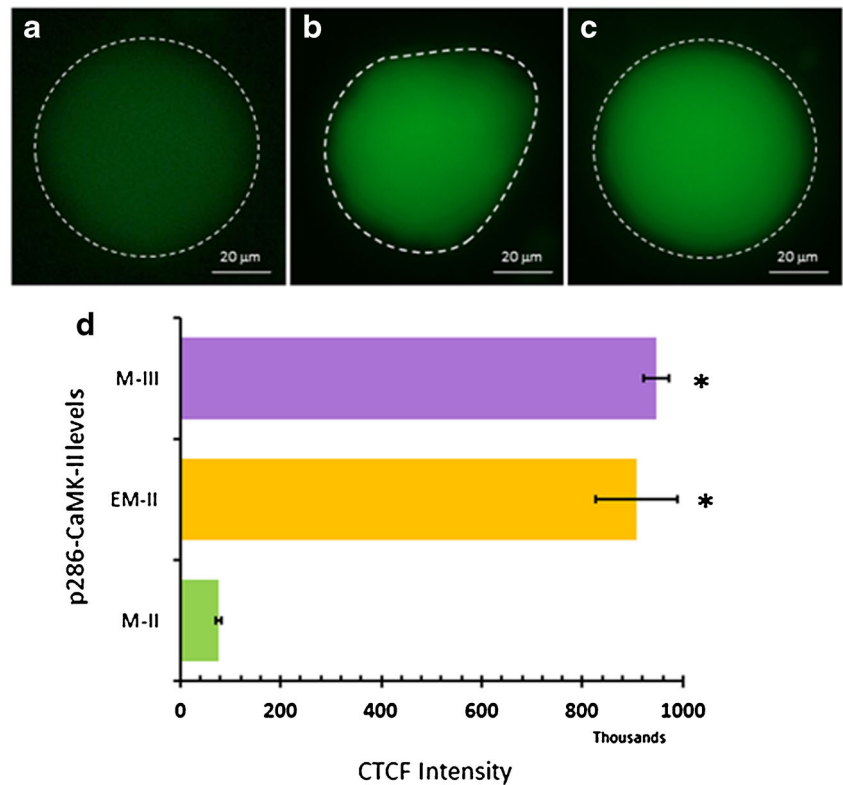 a
b
c
20 μm
20 μm
20 μm
d
p286-CaMK-II levels
M-III
*
EM-II
*
M-II
0 200 400 600 800 1000
Thousands
CTCF Intensity